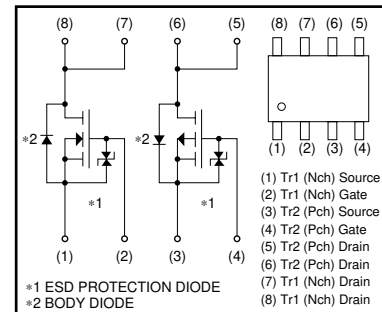 (8) (7) (6) (5)
(8) (7) (6) (5)
∗2 ∗2
∗1 ∗1
(1) (2) (3) (4)
(1) (2) (3) (4)
(1) Tr1 (Nch) Source
(2) Tr1 (Nch) Gate
(3) Tr2 (Pch) Source
(4) Tr2 (Pch) Gate
(5) Tr2 (Pch) Drain
(6) Tr2 (Pch) Drain
(7) Tr1 (Nch) Drain
(8) Tr1 (Nch) Drain
∗1 ESD PROTECTION DIODE
∗2 BODY DIODE